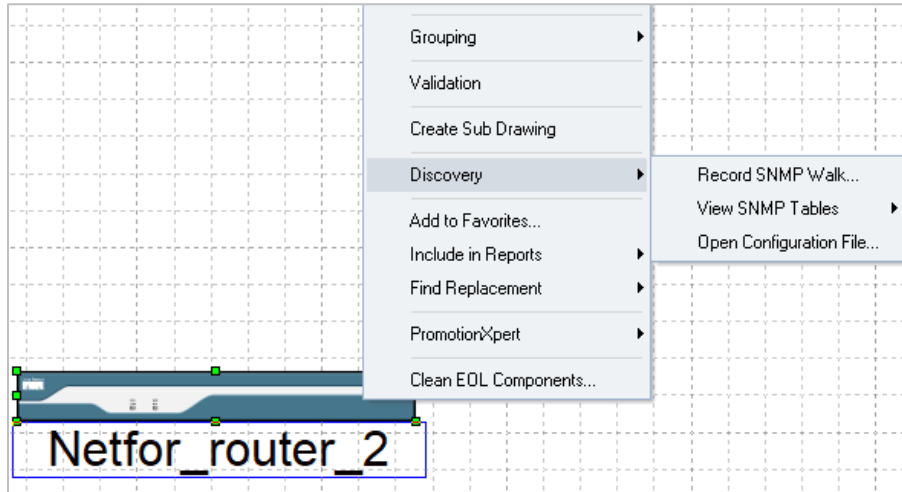 Grouping
Validation
Create Sub Drawing
Discovery
Record SNMP Walk...
View SNMP Tables
Open Configuration File...
Add to Favorites...
Include in Reports
Find Replacement
PromotionXpert
Clean EOL Components...
Netfor_router_2